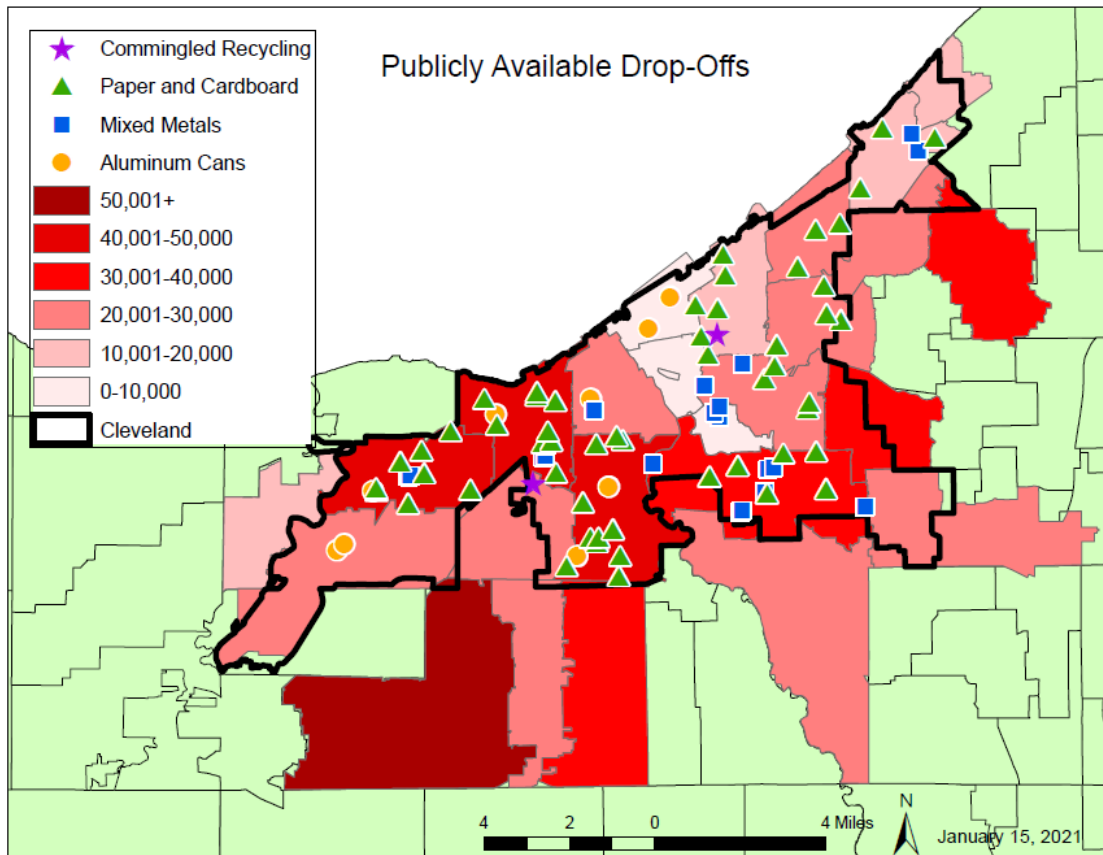 Publicly Available Drop-Offs
Commingled Recycling
Paper and Cardboard
Mixed Metals
Aluminum Cans
50,001+
40,001-50,000
30,001-40,000
20,001-30,000
10,001-20,000
0-10,000
Cleveland
4 2 0 4 Miles
N
January 15, 2021